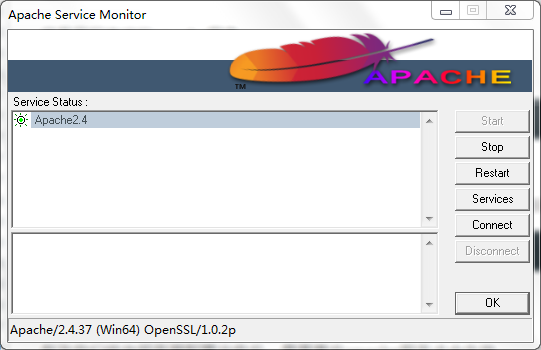 Apache Service Monitor
TM
APACHE
Service Status :
Apache2.4
Start
Stop
Restart
Services
Connect
Disconnect
OK
Apache/2.4.37 (Win64) OpenSSL/1.0.2p